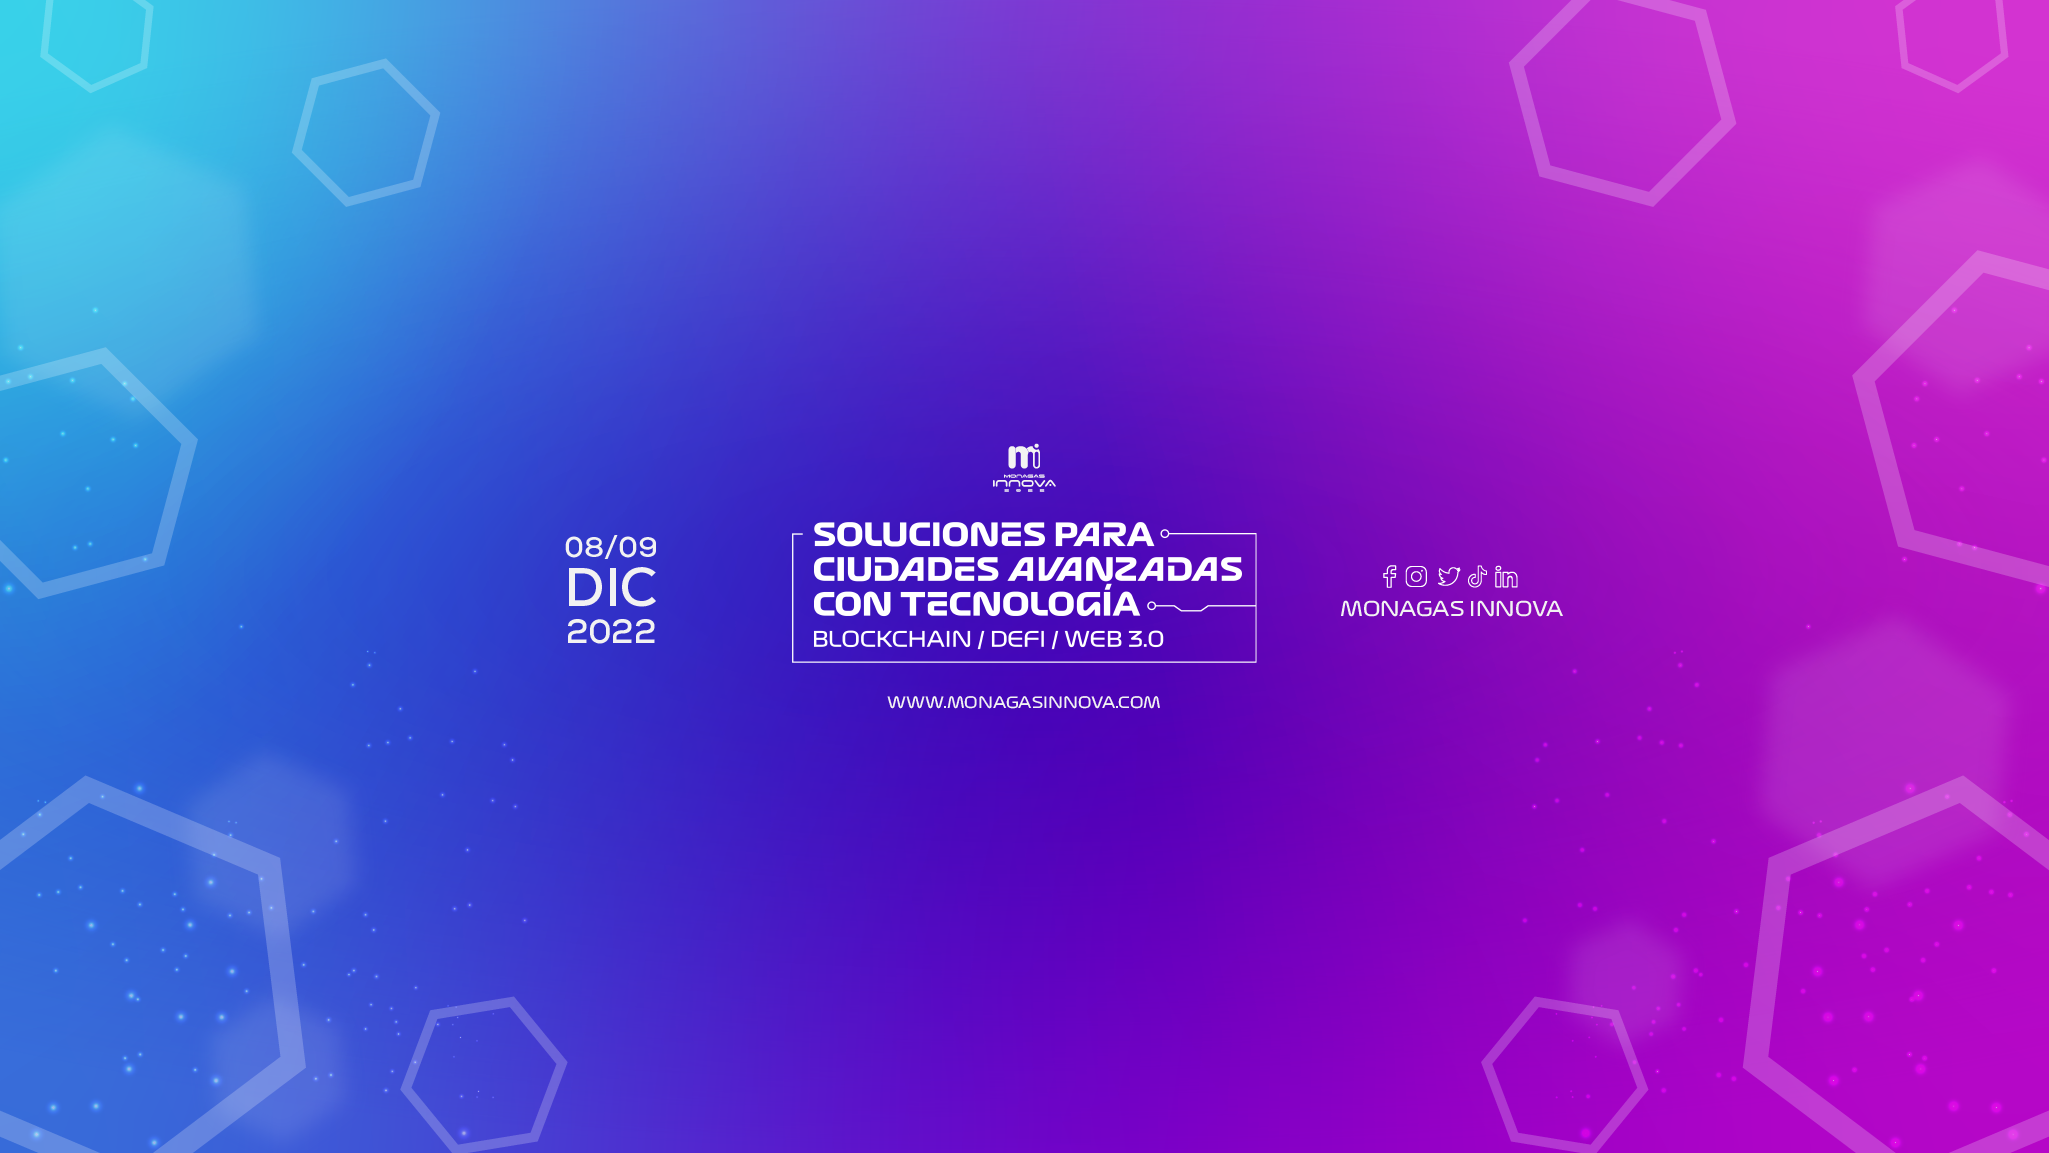 MONAGAS
INNOVA
2022
08/09
DIC
2022
SOLUCIONES PARA
CIUDADES AVANZADAS
CON TECNOLOGÍA
BLOCKCHAIN / DEFI / WEB 3.0
MONAGAS INNOVA
WWW.MONAGASINNOVA.COM